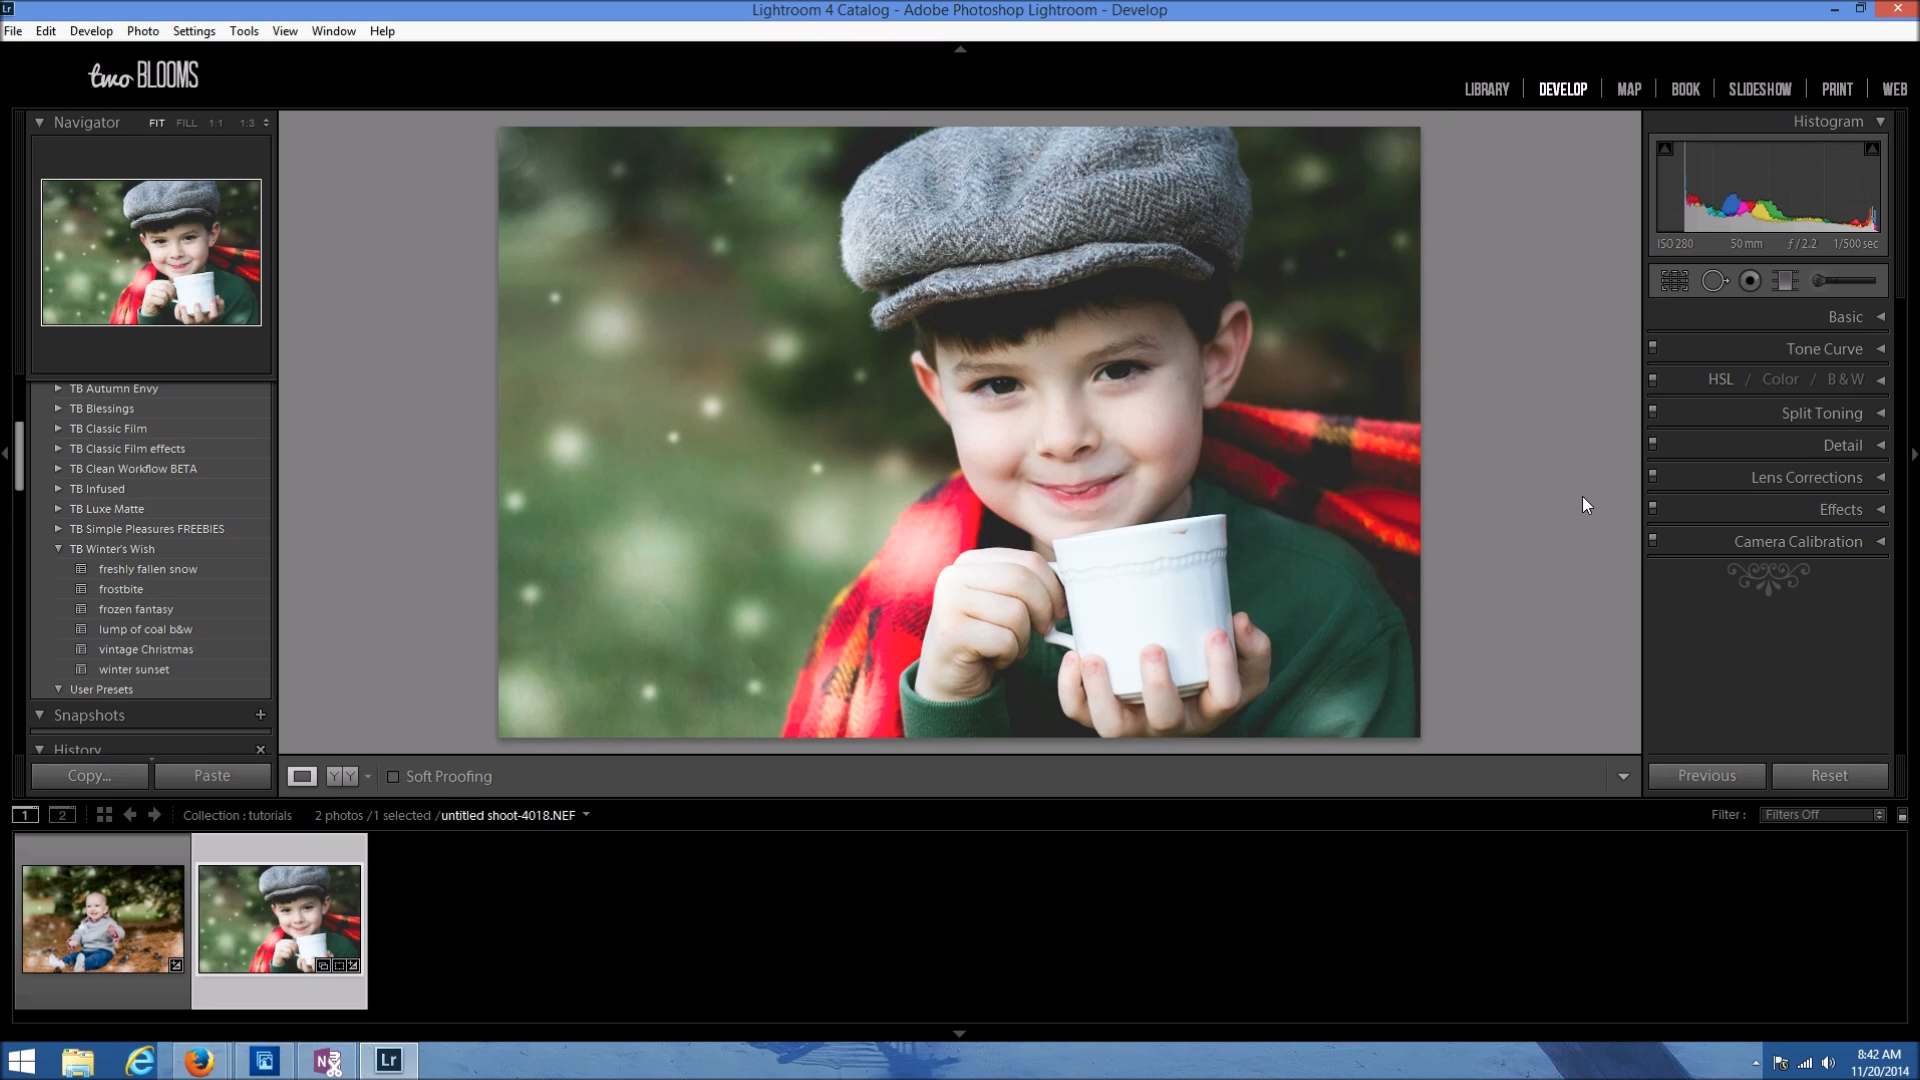 Lr
Lightroom 4 Catalog - Adobe Photoshop Lightroom - Develop
File Edit Develop Photo Settings Tools View Window Help
two BLOOMS
LIBRARY DEVELOP MAP BOOK SLIDESHOW PRINT WEB
Navigator FIT FILL 1:1 1:3
Histogram
ISO 280 50 mm ƒ / 2.2 1/500 sec
Basic
Tone Curve
HSL / Color / B & W
Split Toning
Detail
Lens Corrections
Effects
Camera Calibration
TB Autumn Envy
TB Blessings
TB Classic Film
TB Classic Film effects
TB Clean Workflow BETA
TB Infused
TB Luxe Matte
TB Simple Pleasures FREEBIES
TB Winter's Wish
freshly fallen snow
frostbite
frozen fantasy
lump of coal b&w
vintage Christmas
winter sunset
User Presets
Snapshots +
History
Copy... Paste
Y Y
Soft Proofing
Previous Reset
1 2 Collection : tutorials 2 photos /1 selected /untitled shoot-4018.NEF
Filter : Filters Off
N
Lr
8:42 AM
11/20/2014